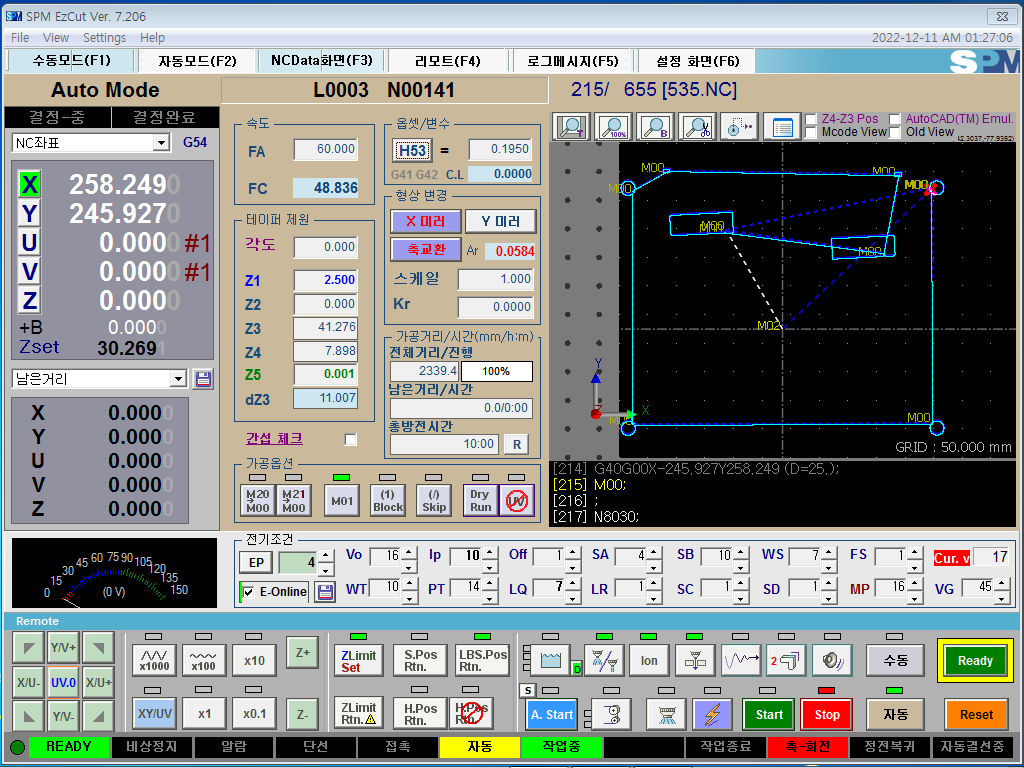 SPM EzCut Ver. 7.206
File View Settings Help
2022-12-11 AM 01:27:06
수동모드(F1) 자동모드(F2) NCData화면(F3) 리모트(F4) 로그메시지(F5) 설정 화면(F6)
SPM
Auto Mode
L0003 N00141
215/ 655 [535.NC]
결정-중 결정완료
NC좌표 G54
X 258.2490
Y 245.9270
U 0.0000 #1
V 0.0000 #1
Z 0.0000
+B 0.0000
Zset 30.2691
남은거리
X 0.0000
Y 0.0000
U 0.0000
V 0.0000
Z 0.0000
속도
FA 60.000
FC 48.836
테이퍼 제원
각도 0.000
Z1 2.500
Z2 0.000
Z3 41.276
Z4 7.898
Z5 0.001
dZ3 11.007
간섭 체크
옵셋/변수
H53 = 0.1950
G41 G42 C.L 0.0000
형상 변경
X 미러 Y 미러
축교환 Ar 0.0584
스케일 1.000
Kr 0.0000
가공거리/시간(mm/h:m)
전체거리/진행
2339.4 100%
남은거리/시간
0.0/0:00
총방전시간
10:00 R
가공옵션
M20 M00
M21 M00
M01
(1) Block
(/) Skip
Dry Run
UV
T 100% B
Z4-Z3 Pos AutoCAD(TM) Emul.
Mcode View Old View
M00 M00
M00 M00
M00
M00
M02
Y
X
M00
GRID : 50.000 mm
[214] G40G00X-245,927Y258,249 (D=25,);
[215] M00;
[216] ;
[217] N8030;
0 15 30 45 60 75 90 105 120 135 150
(0 V)
전기조건
EP 4
E-Online
Vo 16 Ip 10 Off 1 SA 4 SB 10 WS 7 FS 1 Cur. v 17
WT 10 PT 14 LQ 7 LR 1 SC 1 SD 1 MP 16 VG 45
Remote
Y/V+
X/U- UV.0 X/U+
Y/V-
x1000 x100 x10 Z+
XY/UV x1 x0.1 Z-
ZLimit Set
S.Pos Rtn.
LBS.Pos Rtn.
ZLimit Rtn.
H.Pos Rtn.
D Ion 2 수동 Ready
S
A. Start Start Stop 자동 Reset
READY 비상정지 알람 단선 접촉 자동 작업중 작업종료 축-회전 정전복귀 자동결선중